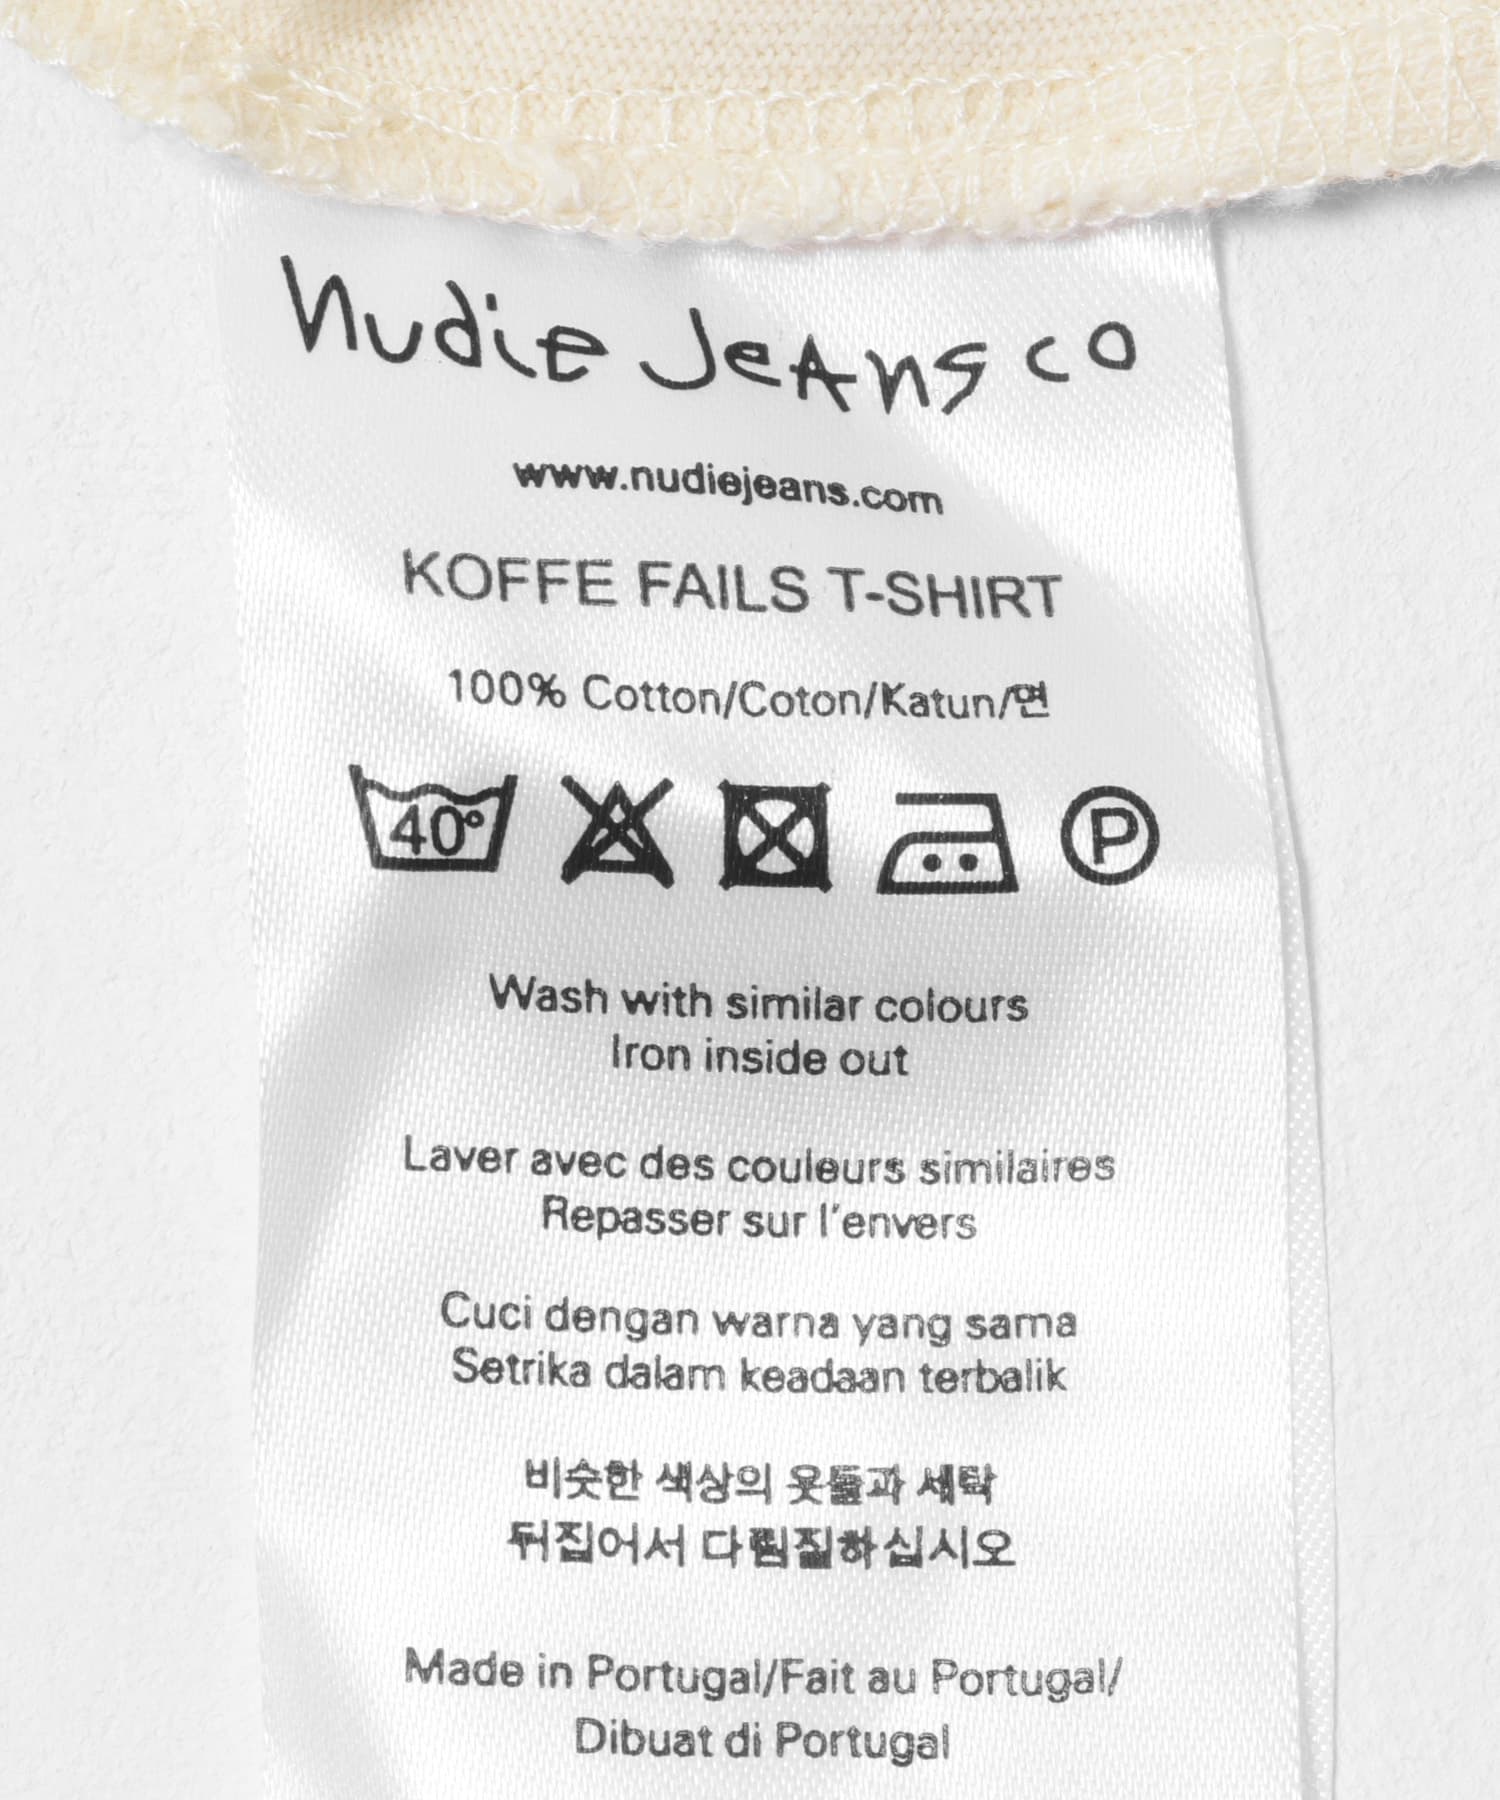 nudie Jeans co
www.nudiejeans.com
KOFFE FAILS T-SHIRT
100% Cotton/Coton/Katun/면
40° P
Wash with similar colours
Iron inside out
Laver avec des couleurs similaires
Repasser sur l'envers
Cuci dengan warna yang sama
Setrika dalam keadaan terbalik
비슷한 색상의 옷들과 세탁
뒤집어서 다림질하십시오
Made in Portugal/Fait au Portugal/
Dibuat di Portugal